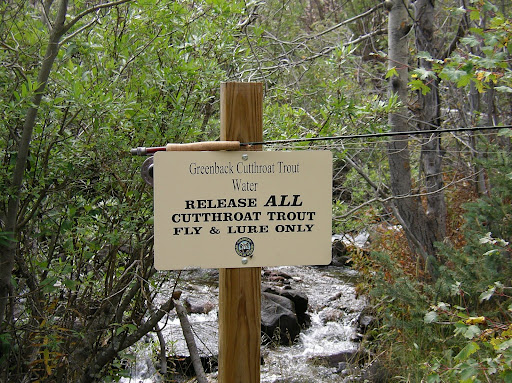 Greenback Cutthroat Trout
Water
RELEASE ALL
CUTTHROAT TROUT
FLY & LURE ONLY